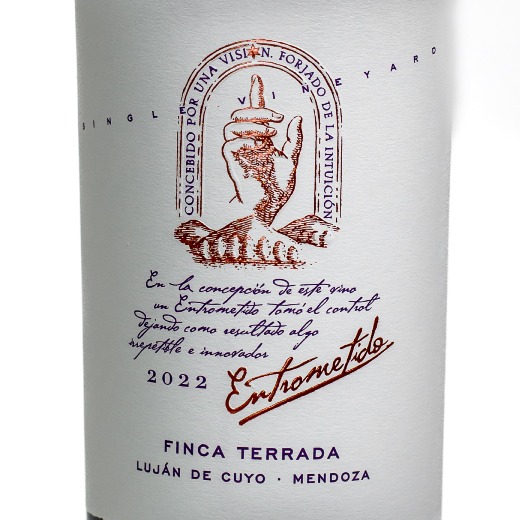 SINGLE VINEYARD
CONCEBIDO POR UNA VISIÓN, FORJADO DE LA INTUICIÓN
En la concepción de este vino
un Entrometido tomó el control
dejando como resultado algo
irrepetible e innovador
2022
Entrometido
FINCA TERRADA
LUJÁN DE CUYO · MENDOZA